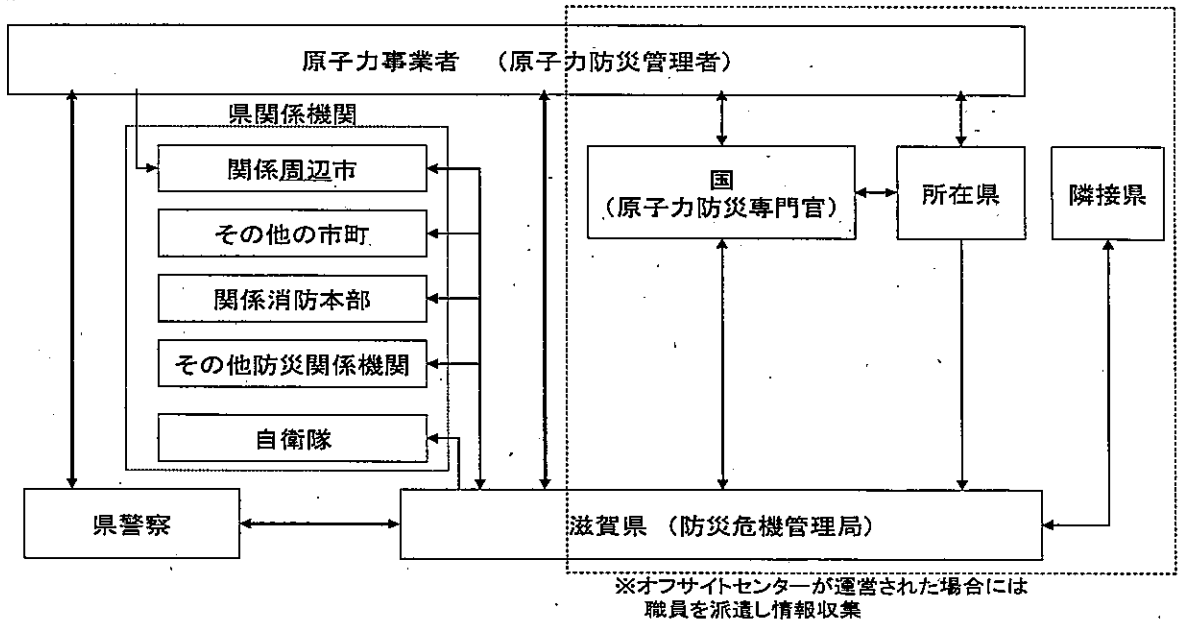 原子力事業者 （原子力防災管理者）
県関係機関
関係周辺市
その他の市町
関係消防本部
その他防災関係機関
自衛隊
国
（原子力防災専門官）
所在県
隣接県
県警察
滋賀県 （防災危機管理局）
※オフサイトセンターが運営された場合には
職員を派遣し情報収集